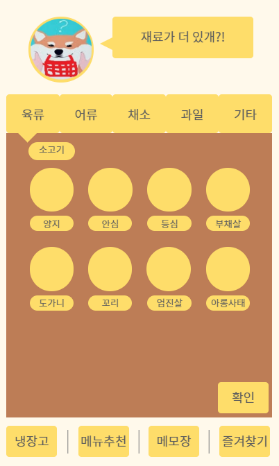 ?
재료가 더 있개?!
육류 어류 채소 과일 기타
소고기
양지 안심 등심 부채살
도가니 꼬리 업진살 아롱사태
확인
냉장고 메뉴추천 메모장 즐겨찾기